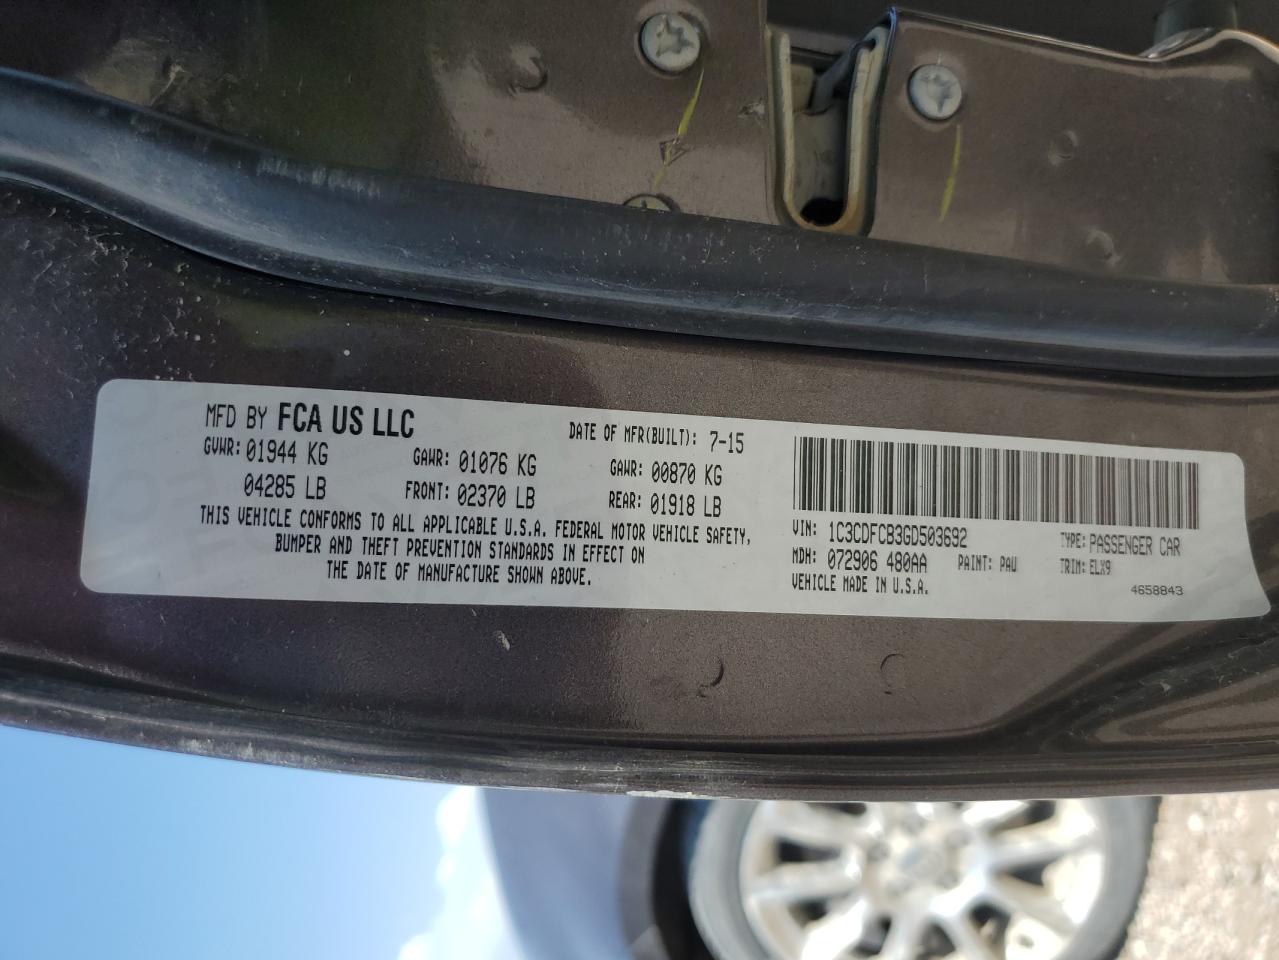 MFD BY FCA US LLC DATE OF MFR(BUILT): 7-15
GVWR: 01944 KG GAWR: 01076 KG GAWR: 00870 KG
04285 LB FRONT: 02370 LB REAR: 01918 LB
THIS VEHICLE CONFORMS TO ALL APPLICABLE U.S.A. FEDERAL MOTOR VEHICLE SAFETY,
BUMPER AND THEFT PREVENTION STANDARDS IN EFFECT ON
THE DATE OF MANUFACTURE SHOWN ABOVE.
VIN: 1C3CDFCB3GD503692 TYPE: PASSENGER CAR
MDH: 072906 480AA PAINT: PAU TRIM: ELX9
VEHICLE MADE IN U.S.A. 4658843